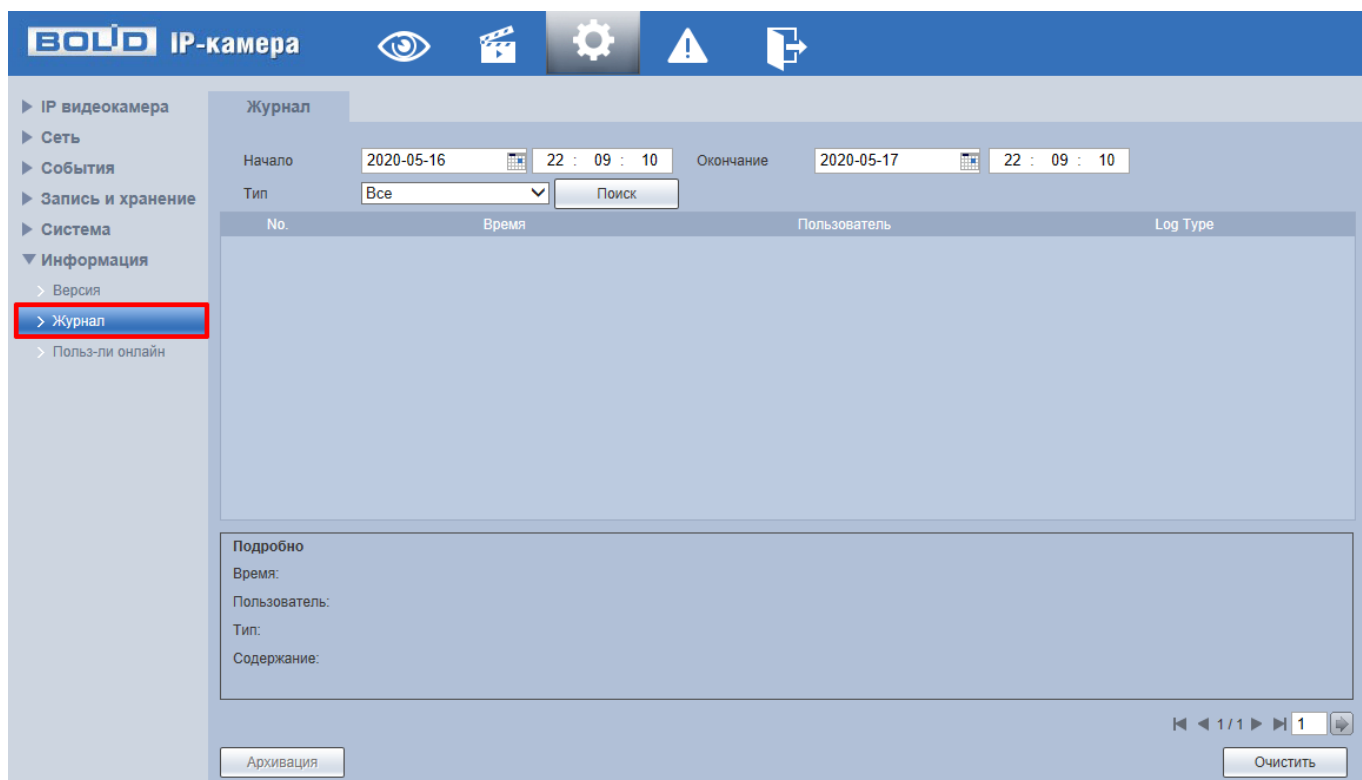 BOLID IP-камера
IP видеокамера
Сеть
События
Запись и хранение
Система
Информация
Версия
Журнал
Польз-ли онлайн
Журнал
Начало 2020-05-16 22 : 09 : 10 Окончание 2020-05-17 22 : 09 : 10
Тип Все Поиск
No. Время Пользователь Log Type
Подробно
Время:
Пользователь:
Тип:
Содержание:
1 / 1 1
Архивация Очистить